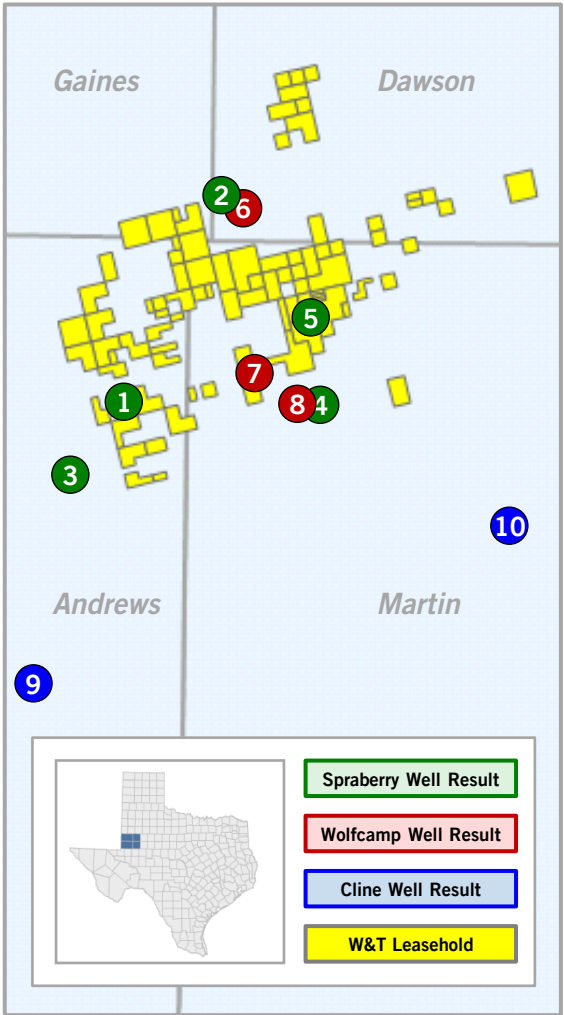 Gaines
Dawson
2
6
5
7
1
8
4
3
10
Andrews
Martin
9
Spraberry Well Result
Wolfcamp Well Result
Cline Well Result
W&T Leasehold